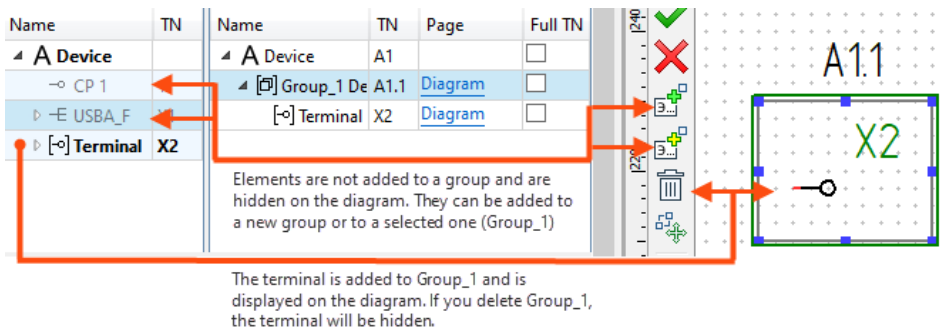 Name TN
A Device
CP 1
E USBA_F
Terminal X2
Name TN Page Full TN
A Device A1
Group_1 De A1.1 Diagram
Terminal X2 Diagram
Elements are not added to a group and are
hidden on the diagram. They can be added to
a new group or to a selected one (Group_1)
The terminal is added to Group_1 and is
displayed on the diagram. If you delete Group_1,
the terminal will be hidden.
240
220
Э...
Э...
A1.1
X2